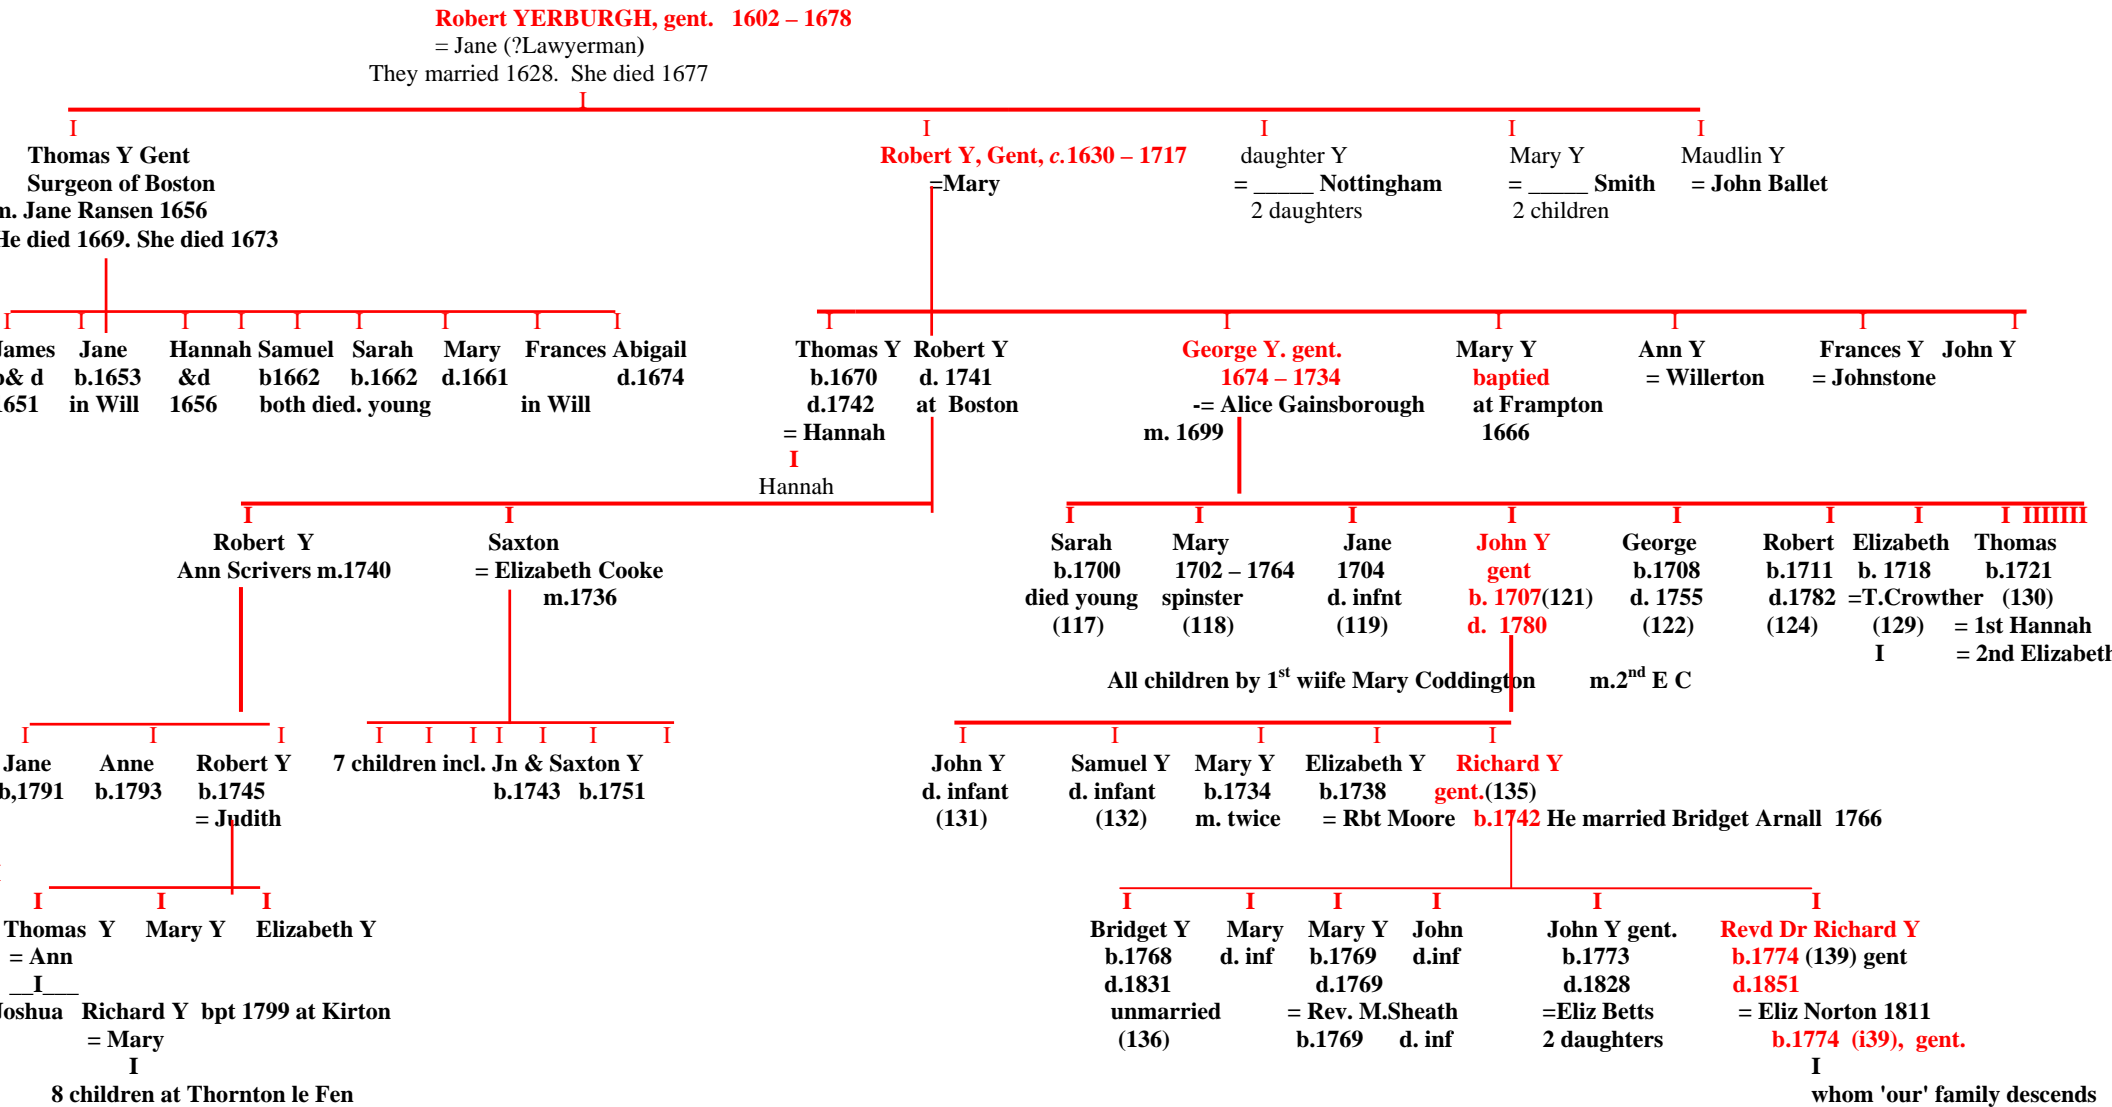 Robert YERBURGH, gent. 1602 – 1678
= Jane (?Lawyerman)
They married 1628. She died 1677
I
I I I I I
Thomas Y Gent Robert Y, Gent, c.1630 – 1717 daughter Y Mary Y Maudlin Y
Surgeon of Boston =Mary = _____ Nottingham = _____ Smith = John Ballet
m. Jane Ransen 1656 2 daughters 2 children
He died 1669. She died 1673
I I I I I I I I I I I I I I I
James Jane Hannah Samuel Sarah Mary Frances Abigail Thomas Y Robert Y George Y. gent. Mary Y Ann Y Frances Y John Y
b& d b.1653 &d b1662 b.1662 d.1661 d.1674 b.1670 d. 1741 1674 – 1734 baptied = Willerton = Johnstone
1651 in Will 1656 both died. young in Will d.1742 at Boston -= Alice Gainsborough at Frampton
= Hannah m. 1699 1666
I
Hannah
I I I I I I I I I I IIIIIII
Robert Y Saxton Sarah Mary Jane John Y George Robert Elizabeth Thomas
Ann Scrivers m.1740 = Elizabeth Cooke b.1700 1702 – 1764 1704 gent b.1708 b.1711 b. 1718 b.1721
m.1736 died young spinster d. infnt b. 1707(121) d. 1755 d.1782 =T.Crowther (130)
(117) (118) (119) d. 1780 (122) (124) (129) = 1st Hannah
I = 2nd Elizabeth
All children by 1st wiife Mary Coddington m.2nd E C
I I I I I I I I I I I I I I I
Jane Anne Robert Y 7 children incl. Jn & Saxton Y John Y Samuel Y Mary Y Elizabeth Y Richard Y
b,1791 b.1793 b.1745 b.1743 b.1751 d. infant d. infant b.1734 b.1738 gent.(135)
= Judith (131) (132) m. twice = Rbt Moore b.1742 He married Bridget Arnall 1766
I I I I I I I I I
Thomas Y Mary Y Elizabeth Y Bridget Y Mary Mary Y John John Y gent. Revd Dr Richard Y
= Ann b.1768 d. inf b.1769 d.inf b.1773 b.1774 (139) gent
__I___ d.1831 d.1769 d.1828 d.1851
Joshua Richard Y bpt 1799 at Kirton unmarried = Rev. M.Sheath =Eliz Betts = Eliz Norton 1811
= Mary (136) b.1769 d. inf 2 daughters b.1774 (i39), gent.
I I
8 children at Thornton le Fen whom 'our' family descends